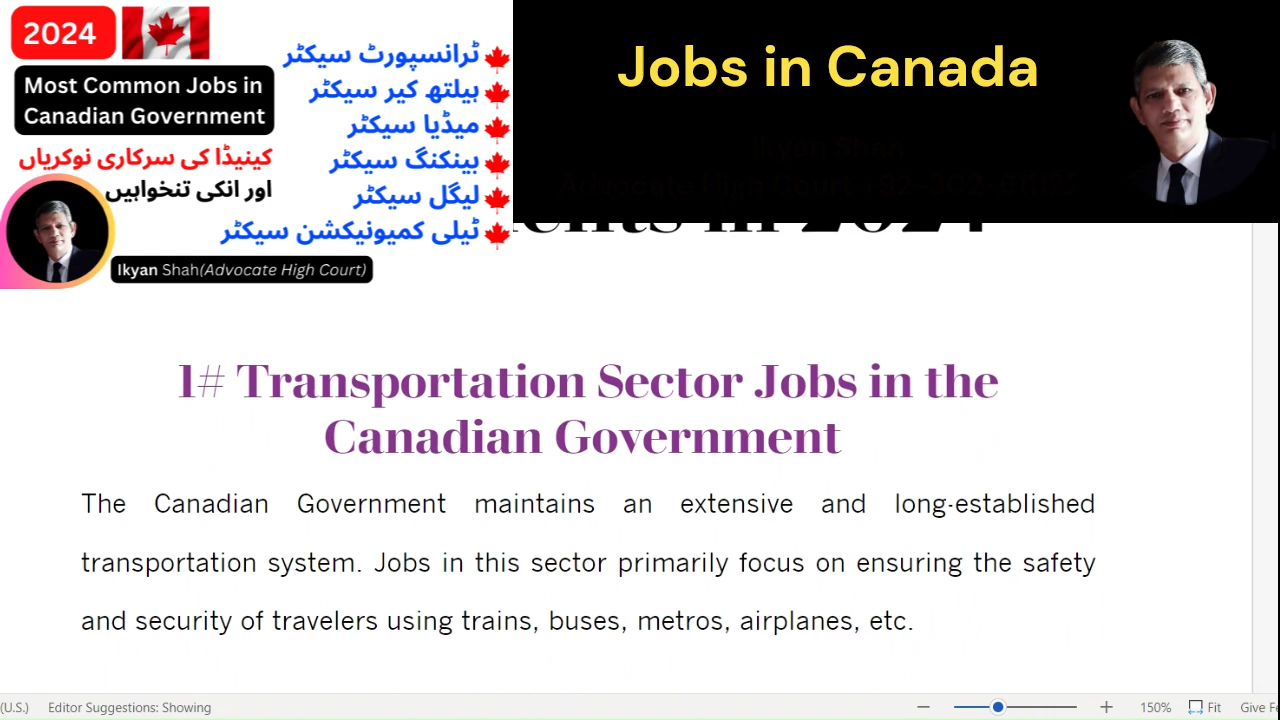 2024
Most Common Jobs in
Canadian Government
کینیڈا کی سرکاری نوکریاں
اور انکی تنخواہیں
ٹرانسپورٹ سیکٹر
ہیلتھ کیر سیکٹر
میڈیا سیکٹر
بینکنگ سیکٹر
لیگل سیکٹر
ٹیلی کمیونیکشن سیکٹر
Ikyan Shah(Advocate High Court)
Jobs in Canada
in 2024
1# Transportation Sector Jobs in the
Canadian Government
The Canadian Government maintains an extensive and long-established
transportation system. Jobs in this sector primarily focus on ensuring the safety
and security of travelers using trains, buses, metros, airplanes, etc.
(U.S.) Editor Suggestions: Showing
150% Fit Give